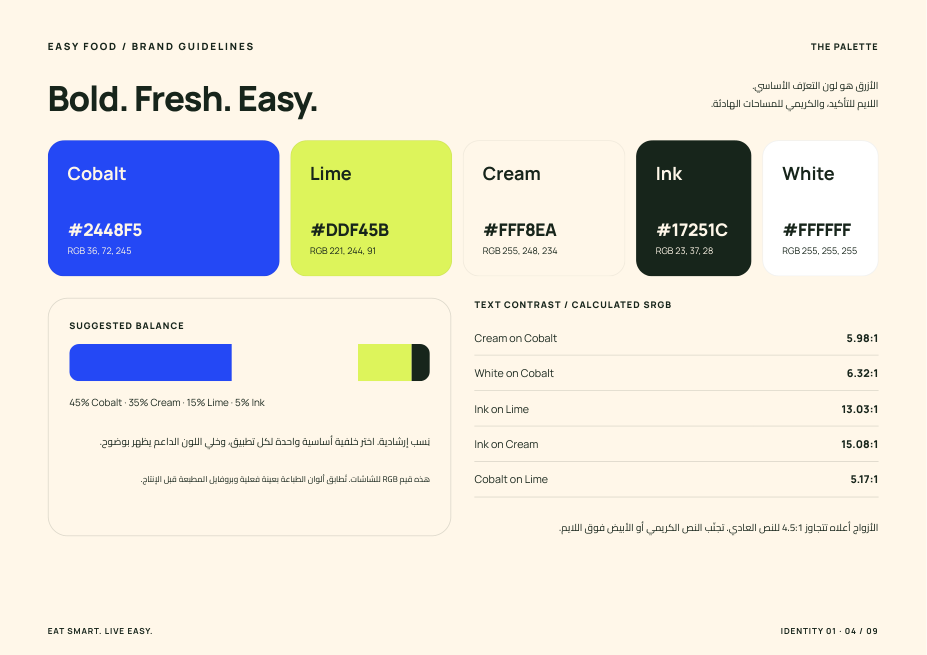 EASY FOOD / BRAND GUIDELINES
THE PALETTE
Bold. Fresh. Easy.
الأزرق هو لون التعرّف الأساسي.
اللايم للتأكيد، والكريمي للمساحات الهادئة.
Cobalt
#2448F5
RGB 36, 72, 245
Lime
#DDF45B
RGB 221, 244, 91
Cream
#FFF8EA
RGB 255, 248, 234
Ink
#17251C
RGB 23, 37, 28
White
#FFFFFF
RGB 255, 255, 255
SUGGESTED BALANCE
45% Cobalt · 35% Cream · 15% Lime · 5% Ink
نسب إرشادية. اختر خلفية أساسية واحدة لكل تطبيق، وخلي اللون الداعم يظهر بوضوح.
هذه قيم RGB للشاشات. تُطابق ألوان الطباعة بعينة فعلية وبروفايل المطبعة قبل الإنتاج.
TEXT CONTRAST / CALCULATED SRGB
Cream on Cobalt 5.98:1
White on Cobalt 6.32:1
Ink on Lime 13.03:1
Ink on Cream 15.08:1
Cobalt on Lime 5.17:1
الأزواج أعلاه تتجاوز 4.5:1 للنص العادي. تجنّب النص الكريمي أو الأبيض فوق اللايم.
EAT SMART. LIVE EASY.
IDENTITY 01 · 04 / 09